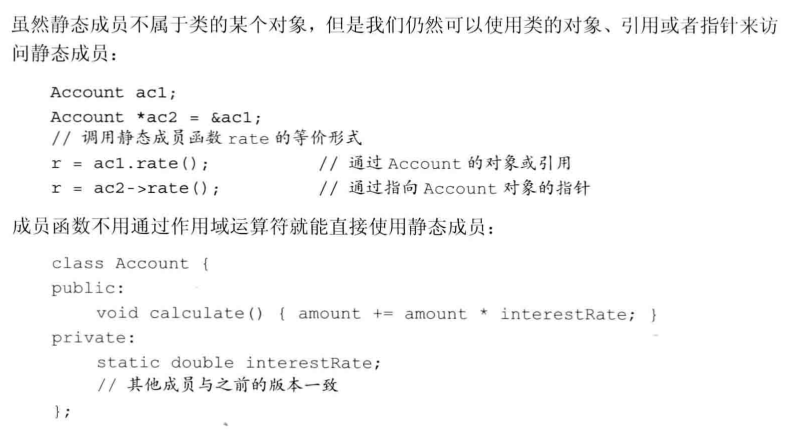 虽然静态成员不属于类的某个对象，但是我们仍然可以使用类的对象、引用或者指针来访
问静态成员：
Account ac1;
Account *ac2 = &ac1;
// 调用静态成员函数 rate 的等价形式
r = ac1.rate(); // 通过 Account 的对象或引用
r = ac2->rate(); // 通过指向 Account 对象的指针
成员函数不用通过作用域运算符就能直接使用静态成员：
class Account {
public:
void calculate() { amount += amount * interestRate; }
private:
static double interestRate;
// 其他成员与之前的版本一致
};